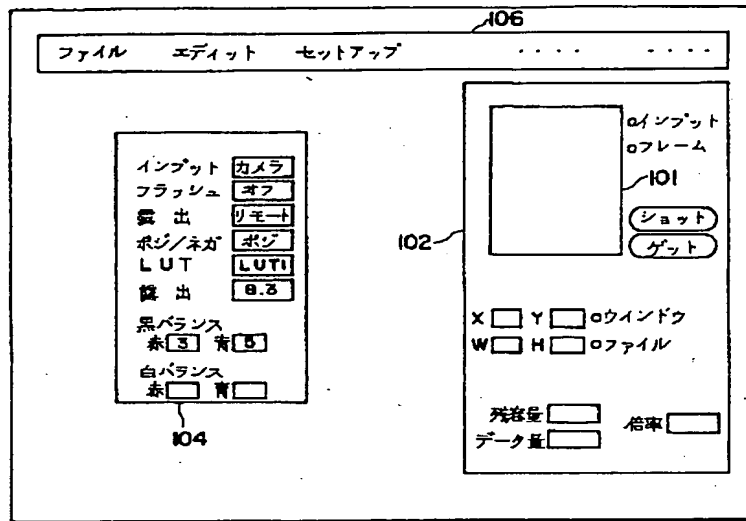 106
ファイル エディット セットアップ ・・・・ ・・・・
インプット カメラ
フラッシュ オフ
露出 リモート
ポジ/ネガ ポジ
LUT LUT1
露出 8.3
黒バランス
赤 3 青 5
白バランス
赤 青
104
インプット
フレーム
101
ショット
ゲット
102
X Y ウインドウ
W H ファイル
残容量
データ量
倍率